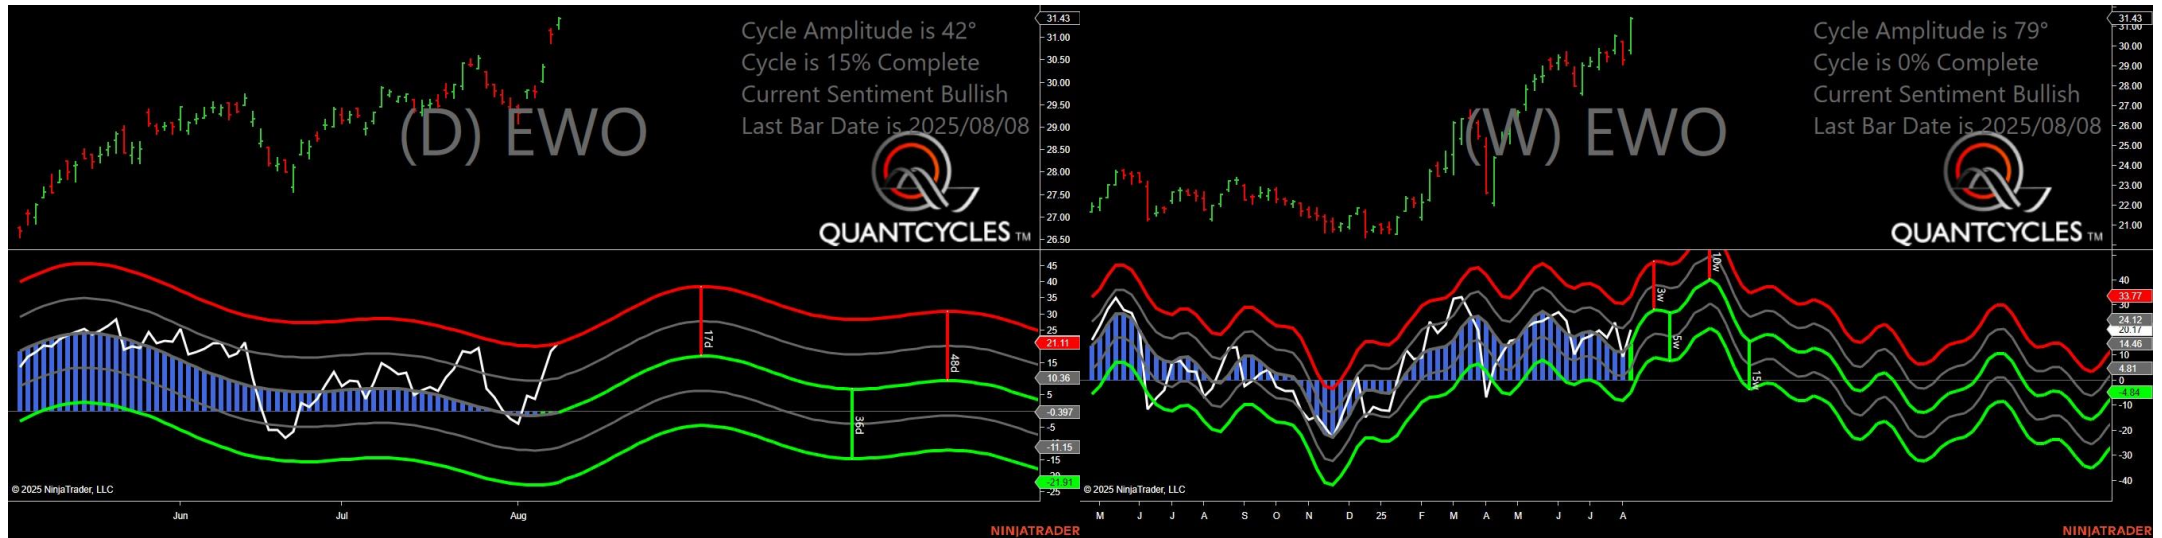 31.43
Cycle Amplitude is 42°
31.00
30.50
Cycle is 15% Complete
30.00
Current Sentiment Bullish
29.50
Last Bar Date is 2025/08/08
29.00
(D) EWO
28.50
28.00
27.50
27.00
QUANTCYCLES TM
26.50
45
40
35
30
25
21.11
17d
48d
15
10.36
5
-0.397
36d
-5
-11.15
-15
-21.91
-25
© 2025 NinjaTrader, LLC
Jun
Jul
Aug
NINJATRADER
31.43
31.00
Cycle Amplitude is 79°
30.00
Cycle is 0% Complete
29.00
28.00
Current Sentiment Bullish
27.00
Last Bar Date is 2025/08/08
26.00
(W) EWO
25.00
24.00
23.00
22.00
21.00
QUANTCYCLES TM
10w
40
3w
33.77
24.12
20.17
5w
14.46
10
4.81
15w
0
-4.84
-10
-20
-30
-40
© 2025 NinjaTrader, LLC
M
J
J
A
S
O
N
D
25
F
M
A
M
J
J
A
NINJATRADER